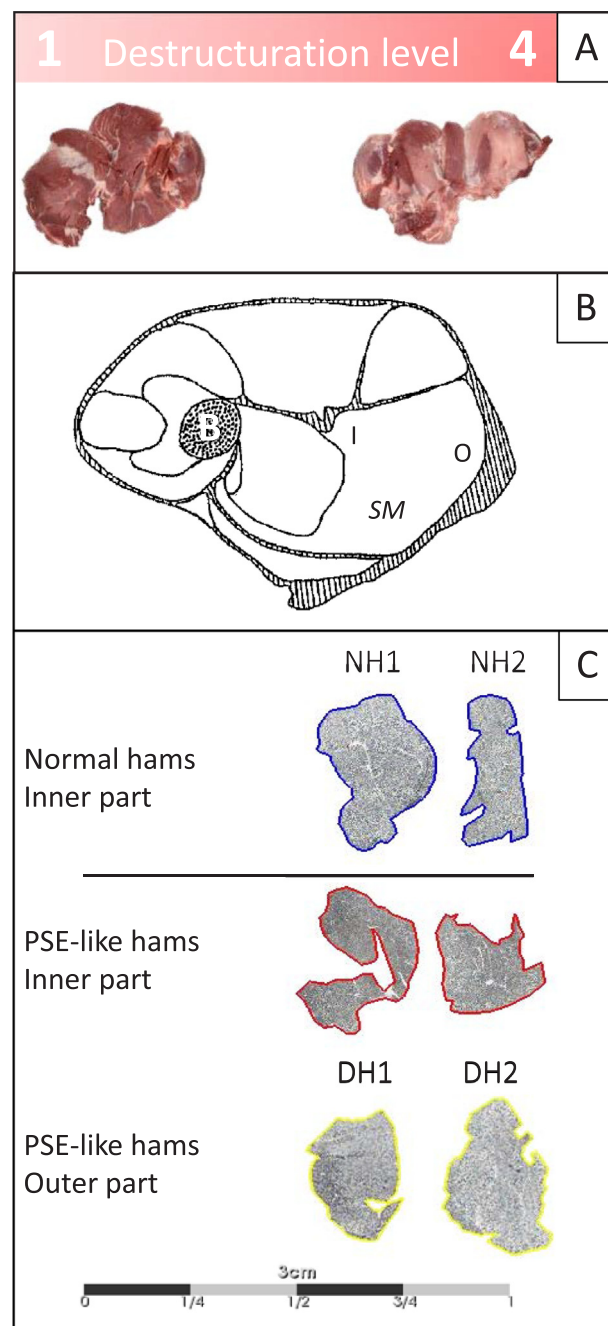 1 Destructuration level 4 A
B
B
I
O
SM
C
NH1 NH2
Normal hams
Inner part
PSE-like hams
Inner part
DH1 DH2
PSE-like hams
Outer part
3cm
0 1/4 1/2 3/4 1